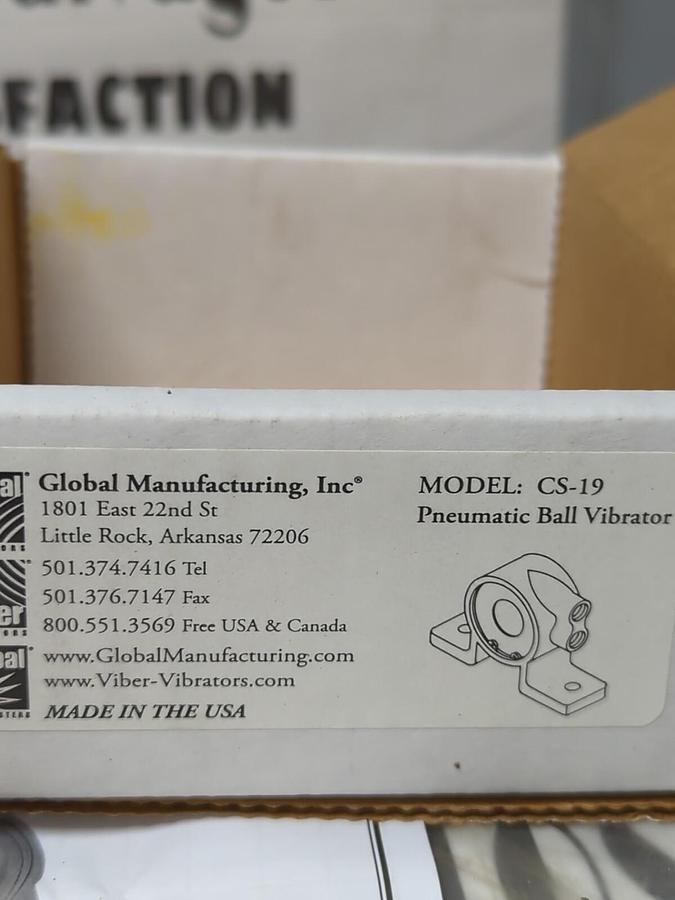 FACTION
Global Manufacturing, Inc®
1801 East 22nd St
Little Rock, Arkansas 72206
501.374.7416 Tel
501.376.7147 Fax
800.551.3569 Free USA & Canada
www.GlobalManufacturing.com
www.Viber-Vibrators.com
MADE IN THE USA
MODEL: CS-19
Pneumatic Ball Vibrator